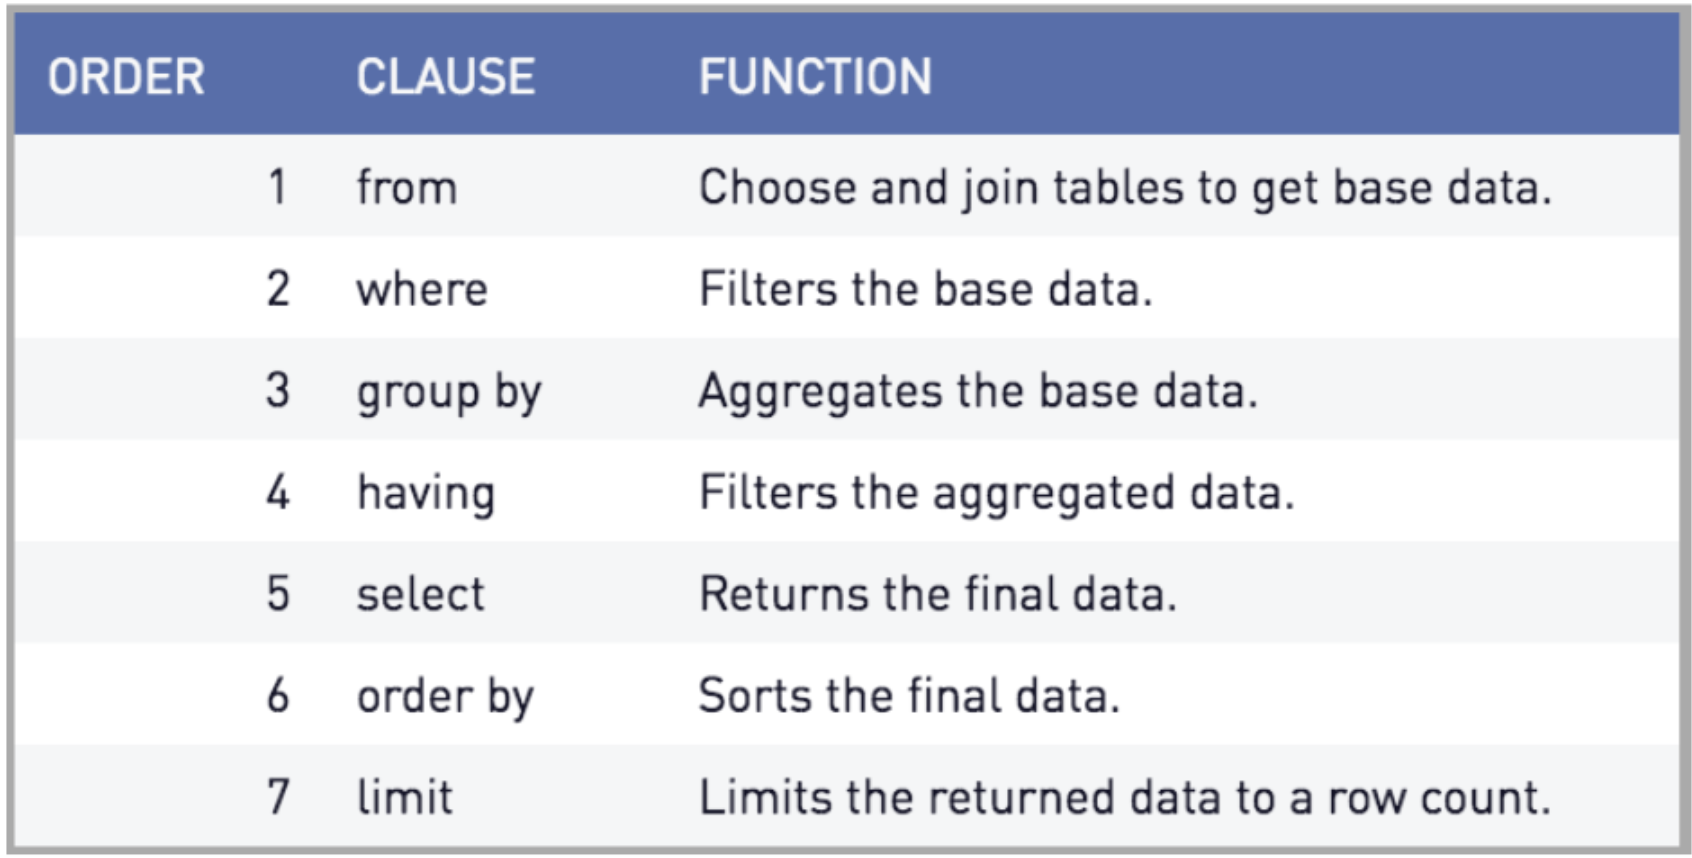 ORDER CLAUSE FUNCTION
1 from Choose and join tables to get base data.
2 where Filters the base data.
3 group by Aggregates the base data.
4 having Filters the aggregated data.
5 select Returns the final data.
6 order by Sorts the final data.
7 limit Limits the returned data to a row count.